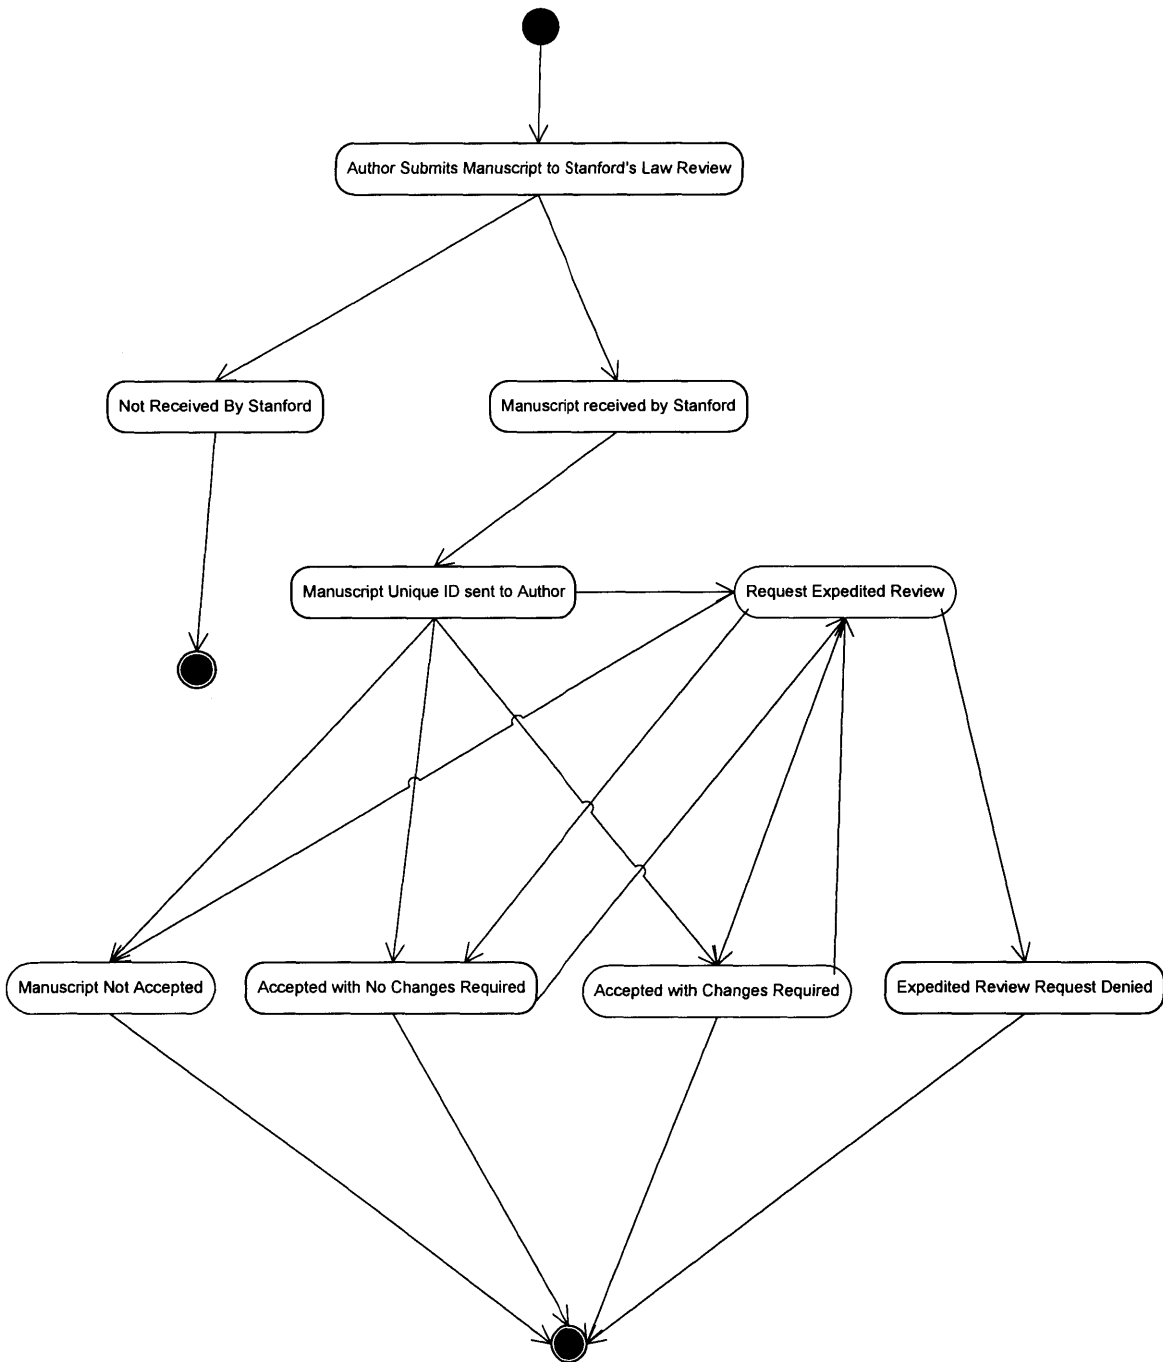 Author Submits Manuscript to Stanford's Law Review
Not Received By Stanford
Manuscript received by Stanford
Manuscript Unique ID sent to Author
Request Expedited Review
Manuscript Not Accepted
Accepted with No Changes Required
Accepted with Changes Required
Expedited Review Request Denied